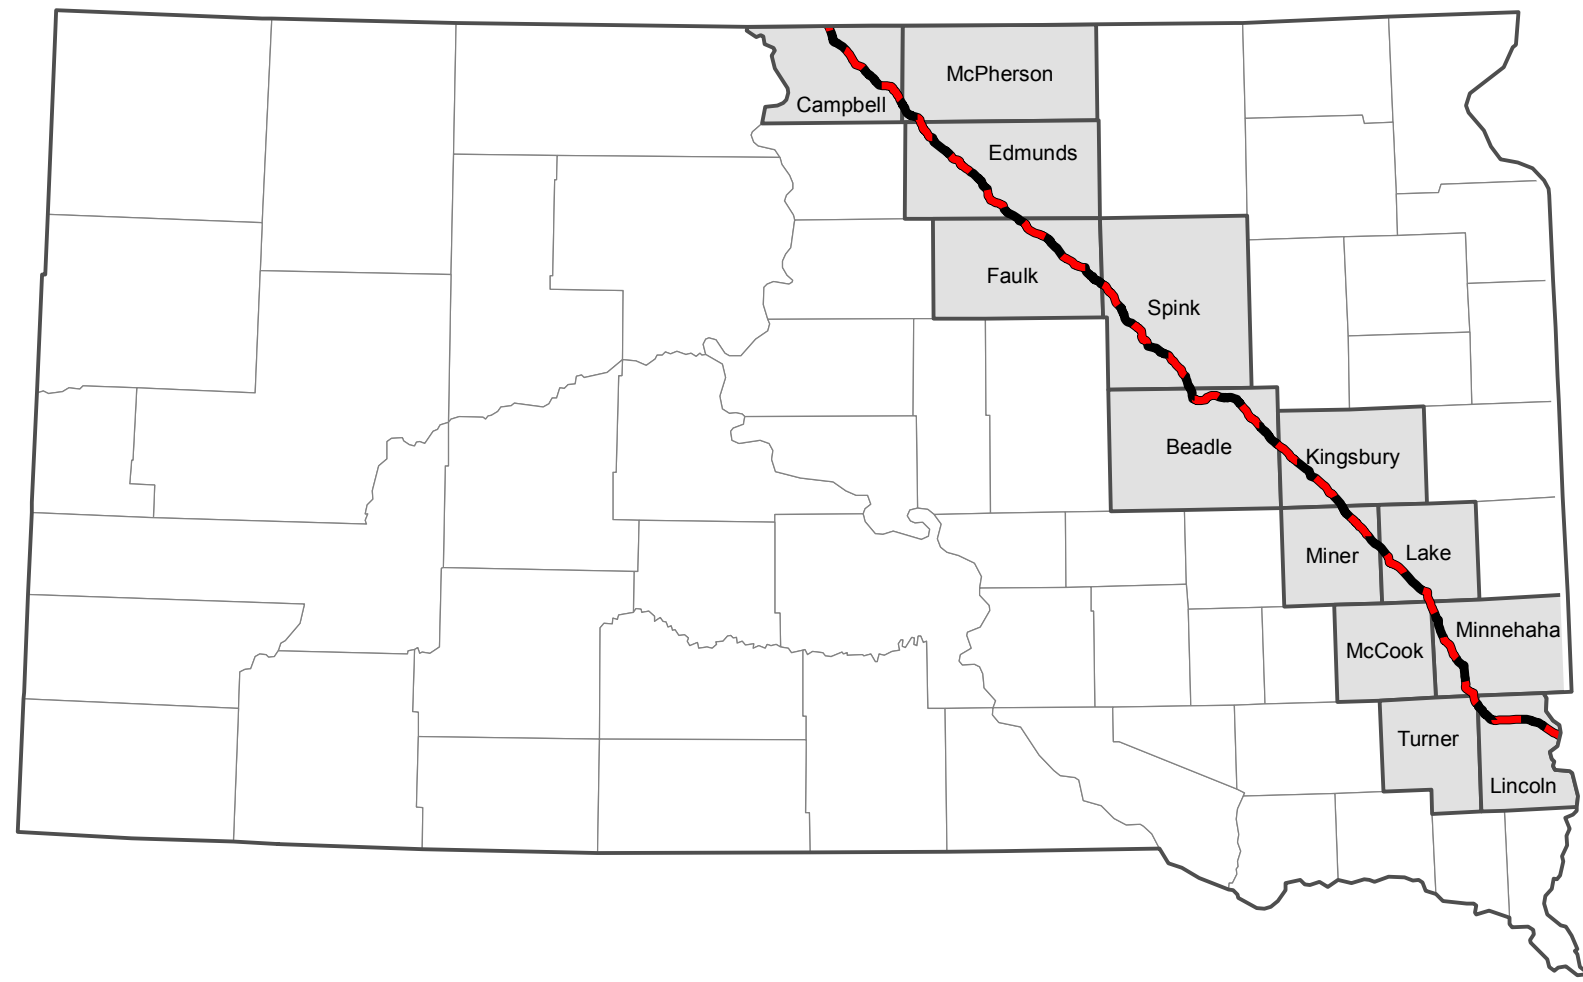 McPherson
Campbell
Edmunds
Faulk
Spink
Beadle
Kingsbury
Miner
Lake
Minnehaha
McCook
Turner
Lincoln